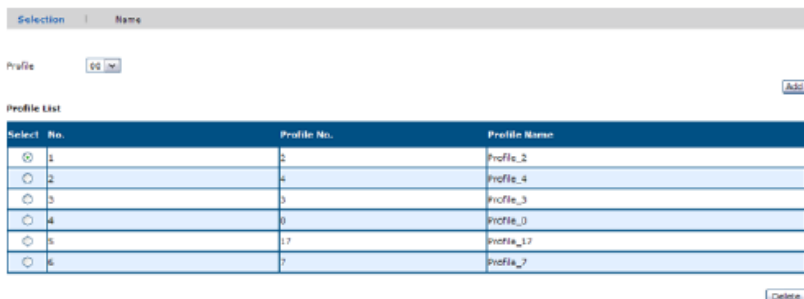 Selection | Name
Profile 00
Add
Profile List
Select No. Profile No. Profile Name
1 2 Profile_2
2 4 Profile_4
3 3 Profile_3
4 0 Profile_0
5 17 Profile_17
6 7 Profile_7
Delete